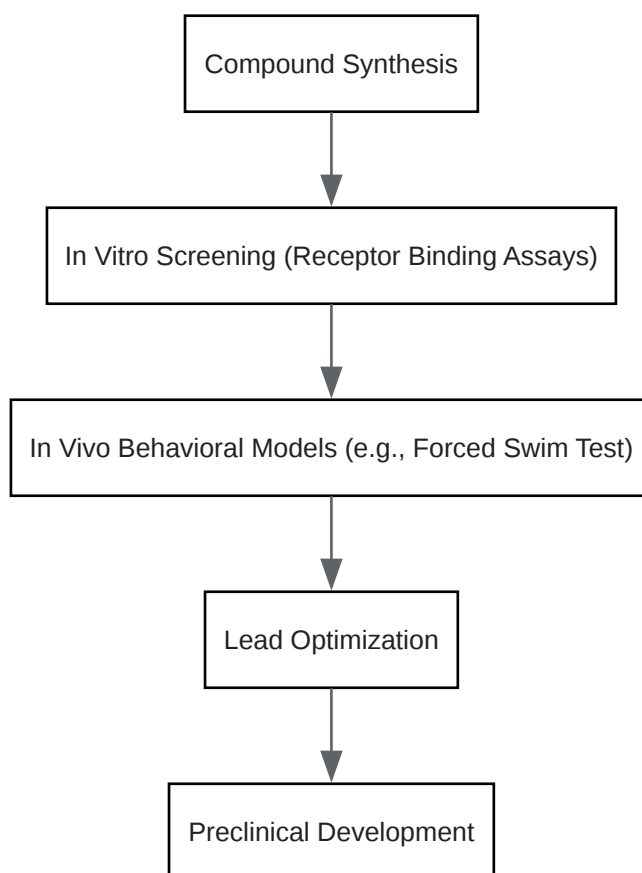 Compound Synthesis
In Vitro Screening (Receptor Binding Assays)
In Vivo Behavioral Models (e.g., Forced Swim Test)
Lead Optimization
Preclinical Development